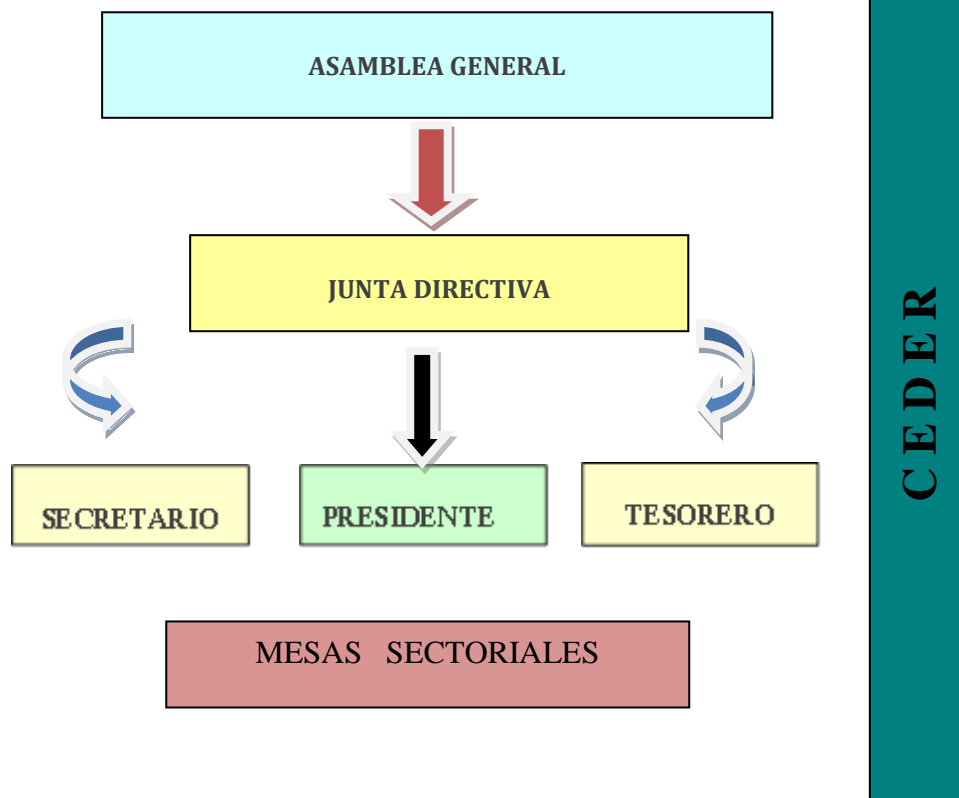 ASAMBLEA GENERAL
JUNTA DIRECTIVA
SECRETARIO
PRESIDENTE
TESORERO
MESAS SECTORIALES
CEDER